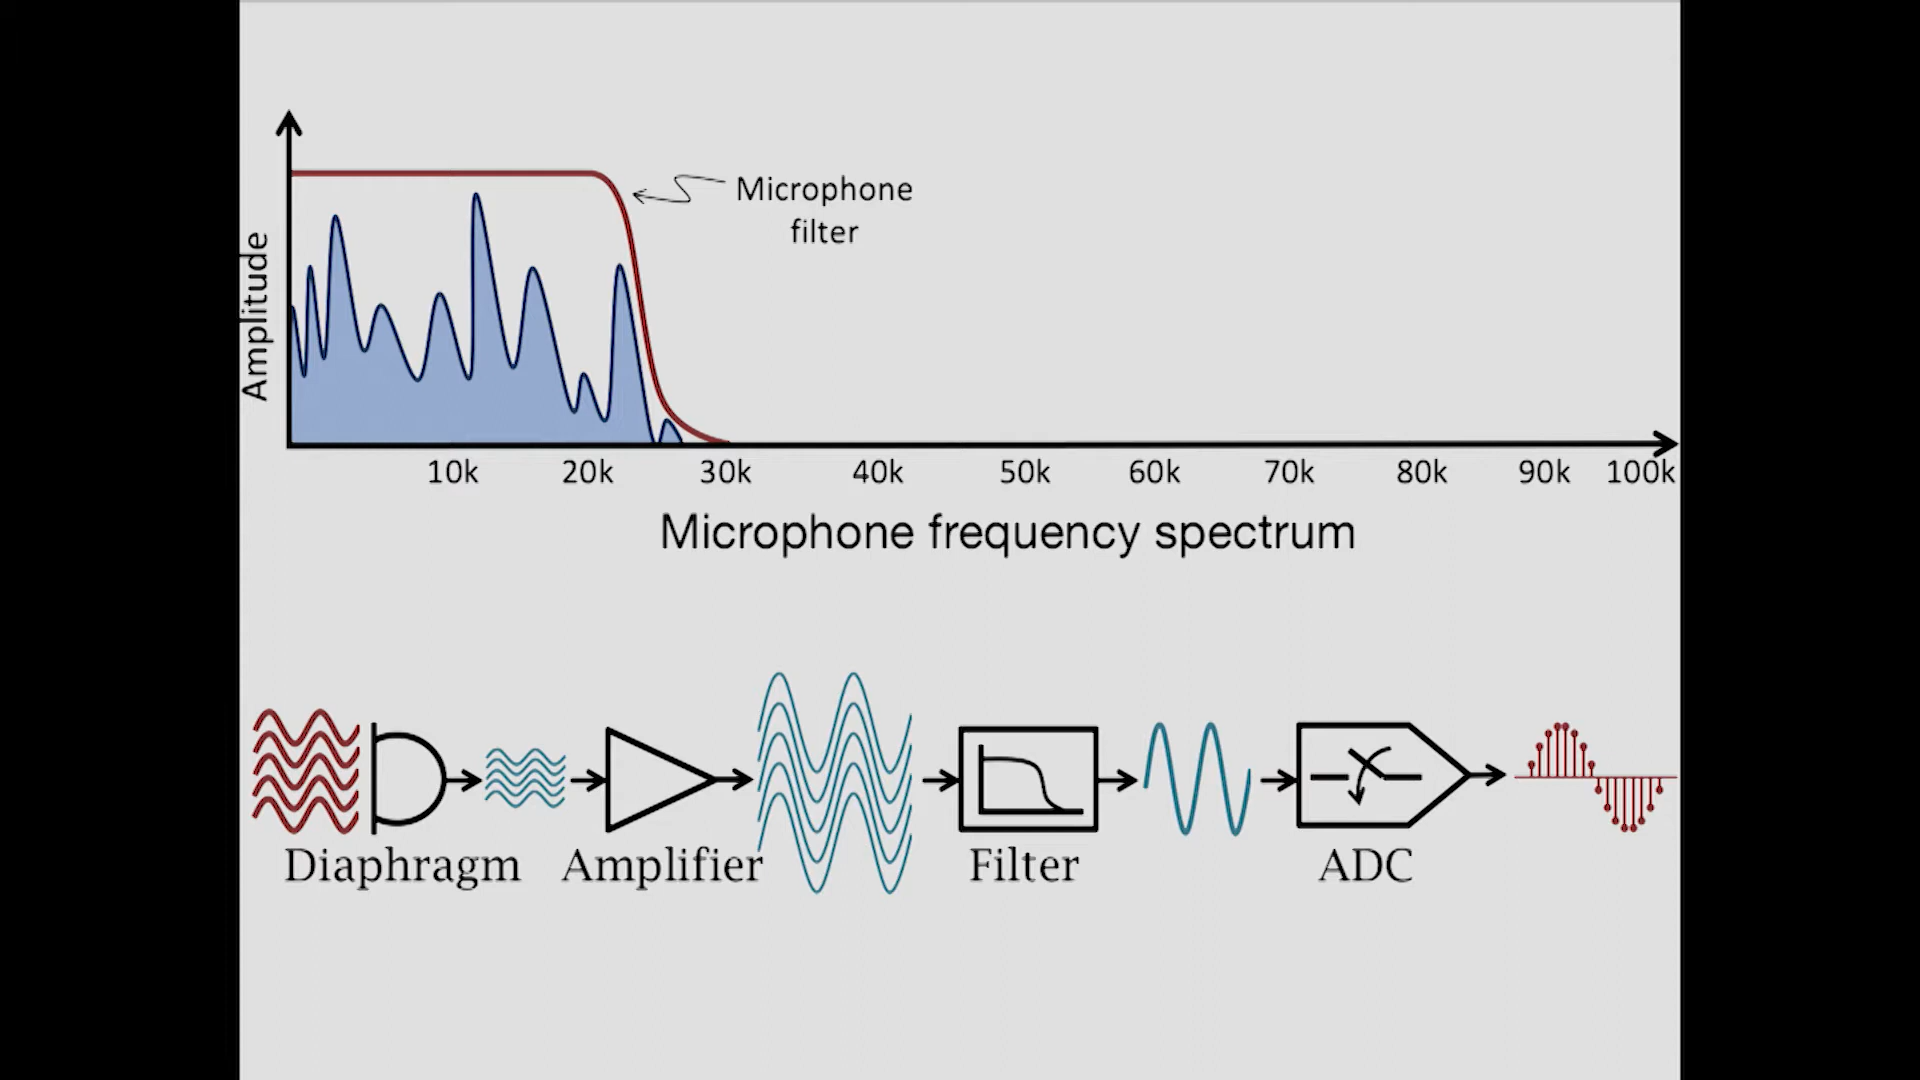 Amplitude
Microphone
filter
10k 20k 30k 40k 50k 60k 70k 80k 90k 100k
Microphone frequency spectrum
Diaphragm Amplifier Filter ADC